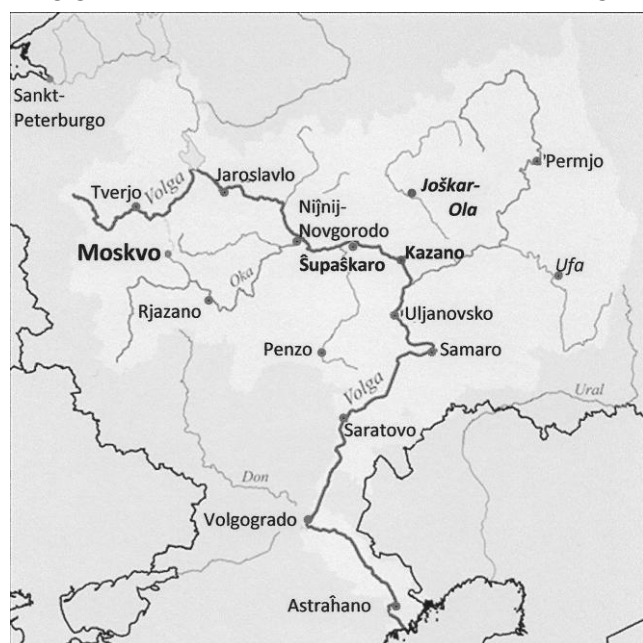 Sankt-
Peterburgo
Tverjo
Volga
Jaroslavlo
'Permjo
Joŝkar-
Ola
Niĵnij-
Novgorodo
Moskvo
Ŝupaŝkaro
Kazano
Oka
Ufa
Rjazano
Uljanovsko
Penzo
Samaro
Volga
Ural
Saratovo
Don
Volgogrado
Astraĥano